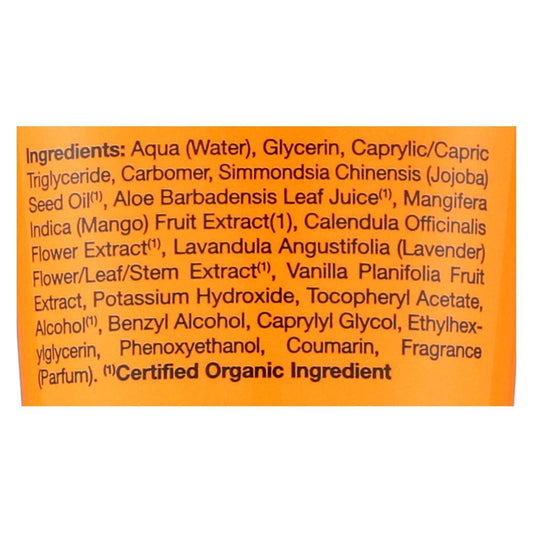 Ingredients: Aqua (Water), Glycerin, Caprylic/Capric
Triglyceride, Carbomer, Simmondsia Chinensis (Jojoba)
Seed Oil⁽¹⁾, Aloe Barbadensis Leaf Juice⁽¹⁾, Mangifera
Indica (Mango) Fruit Extract(1), Calendula Officinalis
Flower Extract⁽¹⁾, Lavandula Angustifolia (Lavender)
Flower/Leaf/Stem Extract⁽¹⁾, Vanilla Planifolia Fruit
Extract, Potassium Hydroxide, Tocopheryl Acetate,
Alcohol⁽¹⁾, Benzyl Alcohol, Caprylyl Glycol, Ethylhex-
ylglycerin, Phenoxyethanol, Coumarin, Fragrance
(Parfum). ⁽¹⁾Certified Organic Ingredient